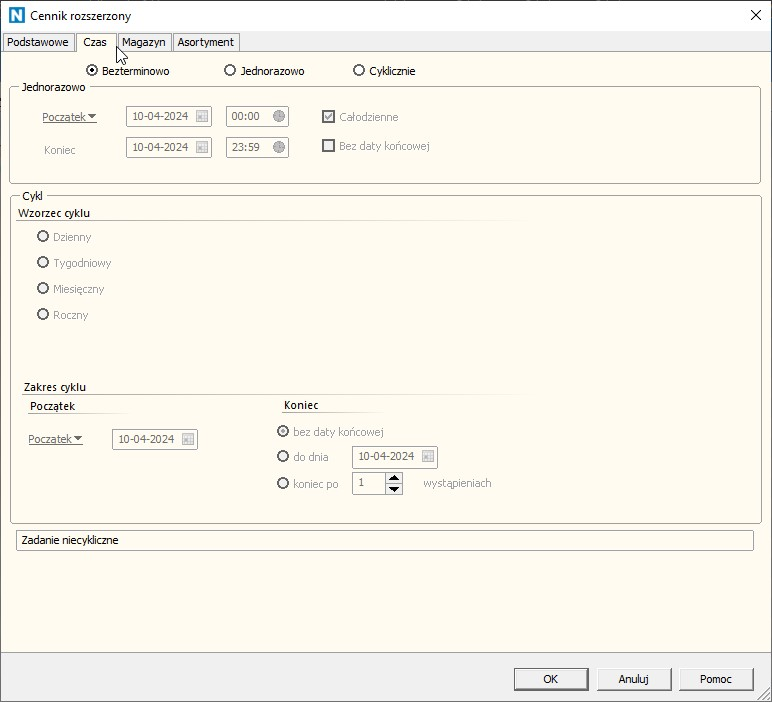 Cennik rozszerzony
Podstawowe Czas Magazyn Asortyment
Bezterminowo Jednorazowo Cyklicznie
Jednorazowo
Początek 10-04-2024 00:00 Całodzienne
Koniec 10-04-2024 23:59 Bez daty końcowej
Cykl
Wzorzec cyklu
Dzienny
Tygodniowy
Miesięczny
Roczny
Zakres cyklu
Początek Koniec
bez daty końcowej
Początek 10-04-2024
do dnia 10-04-2024
koniec po 1 wystąpieniach
Zadanie niecykliczne
OK Anuluj Pomoc